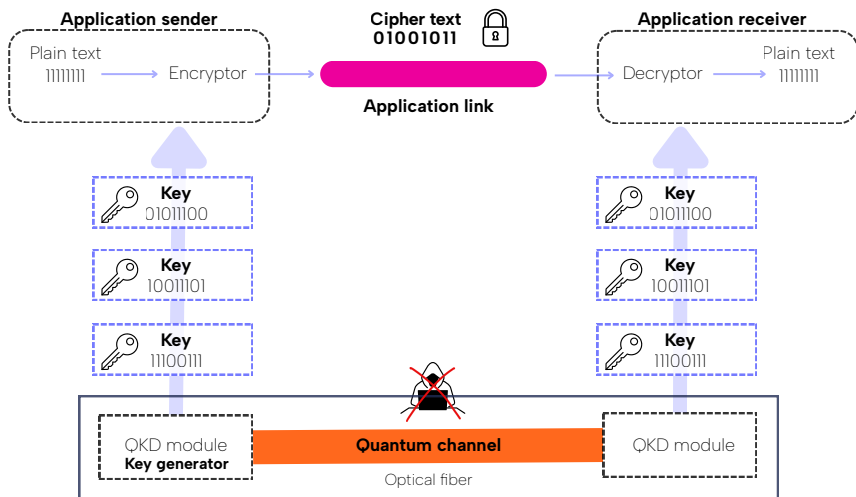 Application sender
Cipher text
01001011
Application receiver
Plain text
11111111
Encryptor
Application link
Decryptor
Plain text
11111111
Key
01011100
Key
01011100
Key
10011101
Key
10011101
Key
11100111
Key
11100111
QKD module
Key generator
Quantum channel
QKD module
Optical fiber